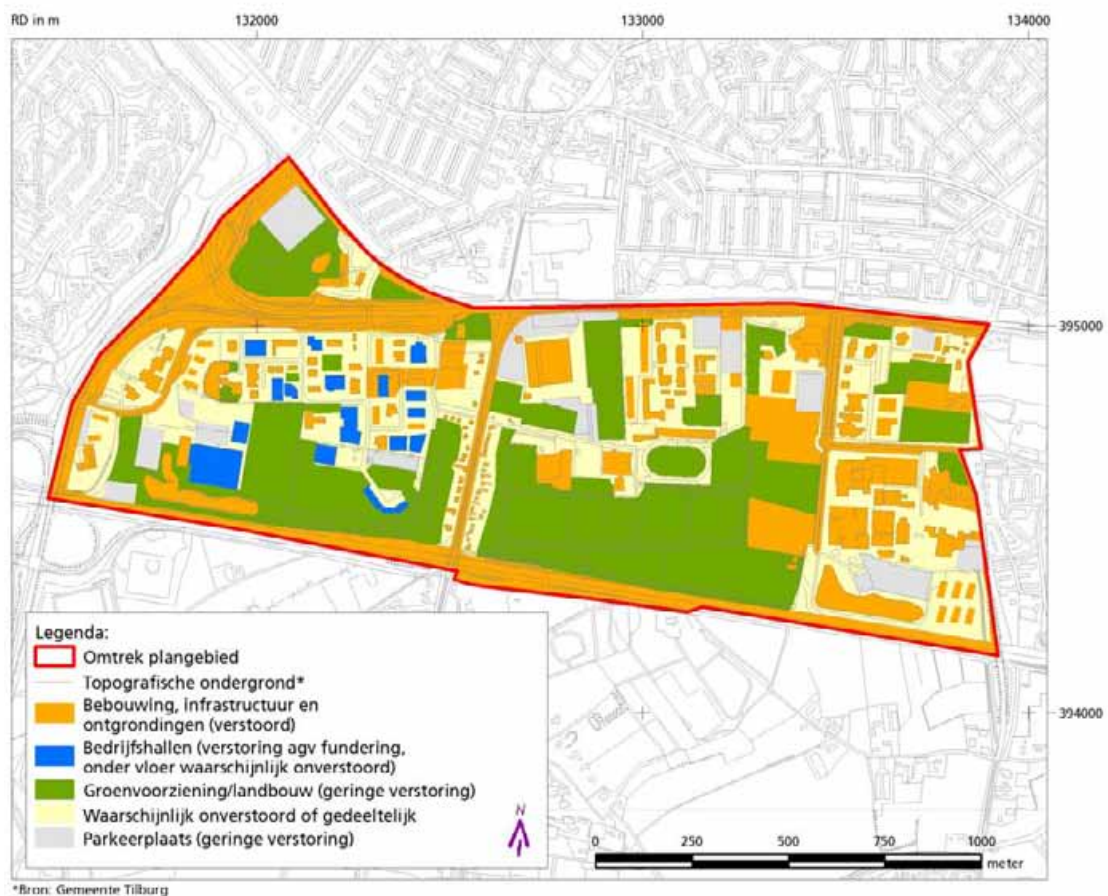 RD in m
132000
133000
134000
395000
394000
Legenda:
Omtrek plangebied
Topografische ondergrond*
Bebouwing, infrastructuur en
ontgrondingen (verstoord)
Bedrijfshallen (verstoring agv fundering,
onder vloer waarschijnlijk onverstoord)
Groenvoorziening/landbouw (geringe verstoring)
Waarschijnlijk onverstoord of gedeeltelijk
Parkeerplaats (geringe verstoring)
N
0 250 500 750 1000
meter
*Bron: Gemeente Tilburg